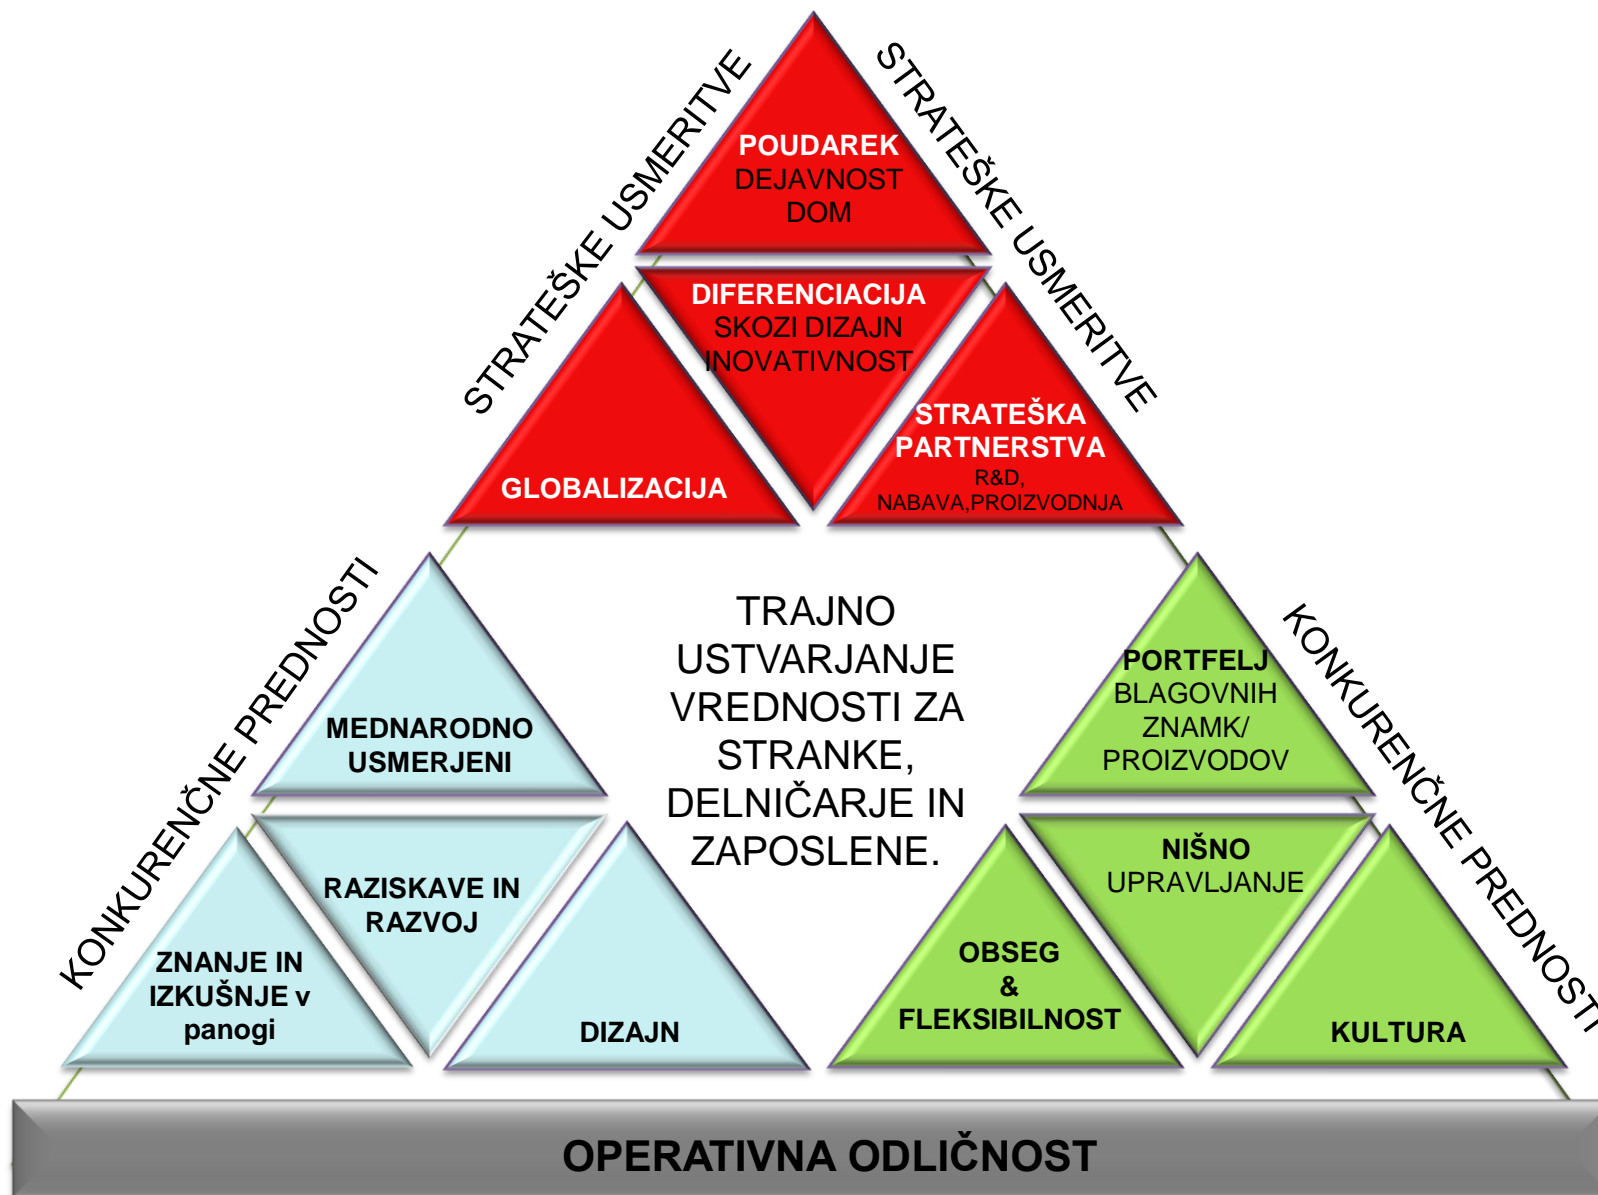 STRATEŠKE USMERITVE
STRATEŠKE USMERITVE
POUDAREK
DEJAVNOST
DOM
DIFERENCIACIJA
SKOZI DIZAJN
INOVATIVNOST
GLOBALIZACIJA
STRATEŠKA
PARTNERSTVA
R&D,
NABAVA,PROIZVODNJA
KONKURENČNE PREDNOSTI
KONKURENČNE PREDNOSTI
MEDNARODNO
USMERJENI
RAZISKAVE IN
RAZVOJ
ZNANJE IN
IZKUŠNJE v
panogi
DIZAJN
TRAJNO
USTVARJANJE
VREDNOSTI ZA
STRANKE,
DELNIČARJE IN
ZAPOSLENE.
PORTFELJ
BLAGOVNIH
ZNAMK/
PROIZVODOV
NIŠNO
UPRAVLJANJE
OBSEG
&
FLEKSIBILNOST
KULTURA
OPERATIVNA ODLIČNOST